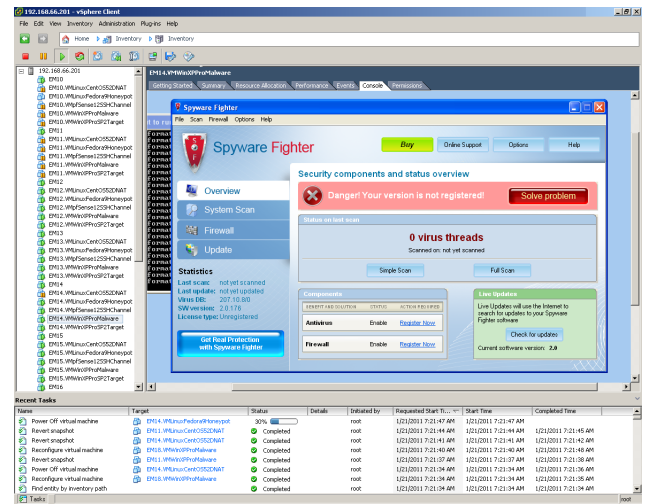 192.168.66.201 - vSphere Client
File Edit View Inventory Administration Plug-ins Help
Home Inventory Inventory
192.168.66.201
EM10
EM10.VMLinuxCentOS52DNAT
EM10.VMLinuxFedora9Honeypot
EM10.VMpfSense12SSHChannel
EM10.VMWinXPProMalware
EM10.VMWinXPProSP2Target
EM11
EM11.VMLinuxCentOS52DNAT
EM11.VMLinuxFedora9Honeypot
EM11.VMpfSense12SSHChannel
EM11.VMWinXPProMalware
EM11.VMWinXPProSP2Target
EM12
EM12.VMLinuxCentOS52DNAT
EM12.VMLinuxFedora9Honeypot
EM12.VMpfSense12SSHChannel
EM12.VMWinXPProMalware
EM12.VMWinXPProSP2Target
EM13
EM13.VMLinuxCentOS52DNAT
EM13.VMLinuxFedora9Honeypot
EM13.VMpfSense12SSHChannel
EM13.VMWinXPProMalware
EM13.VMWinXPProSP2Target
EM14
EM14.VMLinuxCentOS52DNAT
EM14.VMLinuxFedora9Honeypot
EM14.VMpfSense12SSHChannel
EM14.VMWinXPProMalware
EM14.VMWinXPProSP2Target
EM15
EM15.VMLinuxCentOS52DNAT
EM15.VMLinuxFedora9Honeypot
EM15.VMpfSense12SSHChannel
EM15.VMWinXPProMalware
EM15.VMWinXPProSP2Target
EM16
EM14.VMWinXPProMalware
Getting Started Summary Resource Allocation Performance Events Console Permissions
Spyware Fighter
File Scan Firewall Options Help
Spyware Fighter
Buy Online Support Options Help
Overview
System Scan
Firewall
Update
Statistics
Last scan: not yet scanned
Last update: not yet updated
Virus DB: 207.10.8/0
SW version: 2.0.178
License type: Unregistered
Get Real Protection
with Spyware Fighter
Security components and status overview
Danger! Your version is not registered! Solve problem
Status on last scan
0 virus threads
Scanned on: not yet scanned
Simple Scan Full Scan
Components
BENEFIT AND SOLUTION STATUS ACTION REQUIRED
Antivirus Enable Register Now
Firewall Enable Register Now
Live Updates
Live Updates will use the Internet to
search for updates to your Spyware
Fighter software
Check for updates
Current software version: 2.0
Recent Tasks
Name Target Status Details Initiated by Requested Start Ti... Start Time Completed Time
Power Off virtual machine EM14.VMLinuxFedora9Honeypot 30% root 1/21/2011 7:21:47 AM 1/21/2011 7:21:47 AM
Revert snapshot EM14.VMLinuxCentOS52DNAT Completed root 1/21/2011 7:21:44 AM 1/21/2011 7:21:44 AM 1/21/2011 7:21:45 AM
Power Off virtual machine EM14.VMLinuxCentOS52DNAT Completed root 1/21/2011 7:21:41 AM 1/21/2011 7:21:41 AM 1/21/2011 7:21:42 AM
Reconfigure virtual machine EM14.VMWinXPProMalware Completed root 1/21/2011 7:21:40 AM 1/21/2011 7:21:40 AM 1/21/2011 7:21:48 AM
Revert snapshot EM14.VMWinXPProMalware Completed root 1/21/2011 7:21:37 AM 1/21/2011 7:21:37 AM 1/21/2011 7:21:38 AM
Power Off virtual machine EM14.VMWinXPProMalware Completed root 1/21/2011 7:21:34 AM 1/21/2011 7:21:34 AM 1/21/2011 7:21:36 AM
Reconfigure virtual machine EM18.VMWinXPProMalware Completed root 1/21/2011 7:21:34 AM 1/21/2011 7:21:34 AM 1/21/2011 7:21:35 AM
Find entity by inventory path Completed root 1/21/2011 7:21:34 AM 1/21/2011 7:21:34 AM 1/21/2011 7:21:34 AM
Tasks root